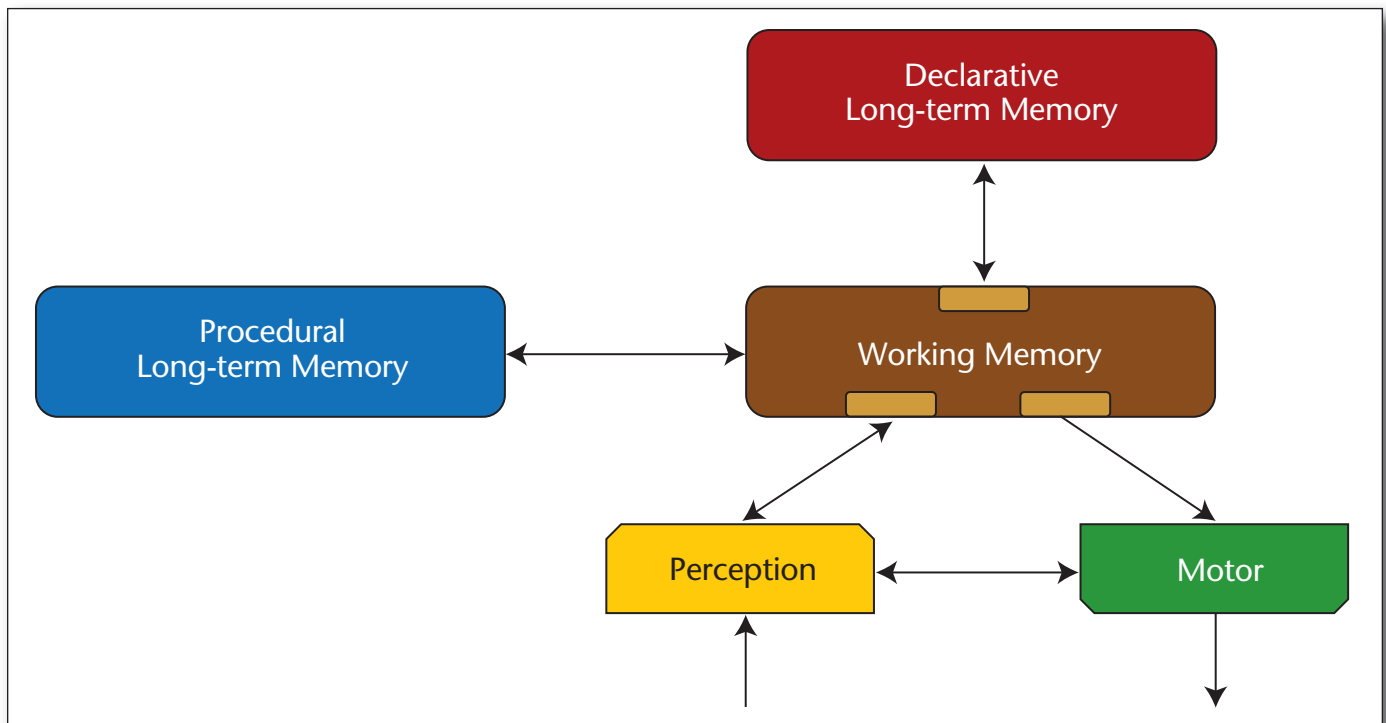 Declarative
Long-term Memory
Procedural
Long-term Memory
Working Memory
Perception
Motor